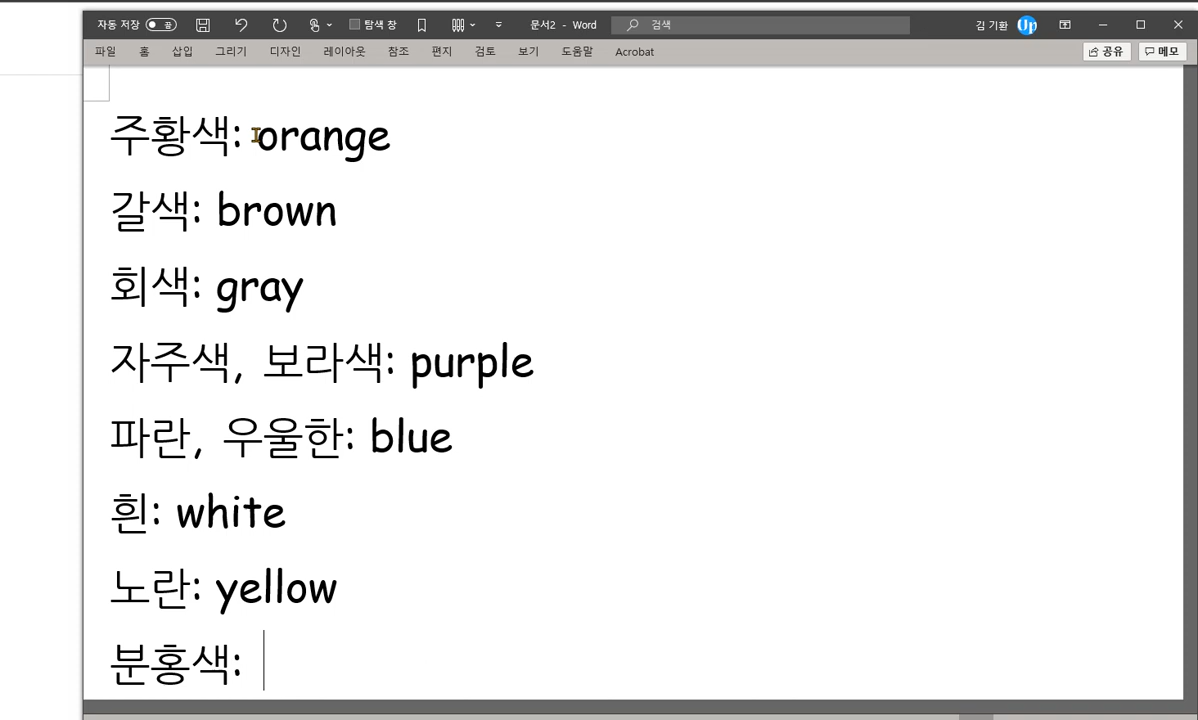 자동 저장 끔 탐색 창 문서2 - Word 검색 김 기환 Up
파일 홈 삽입 그리기 디자인 레이아웃 참조 편지 검토 보기 도움말 Acrobat 공유 메모
주황색: orange
갈색: brown
회색: gray
자주색, 보라색: purple
파란, 우울한: blue
흰: white
노란: yellow
분홍색: